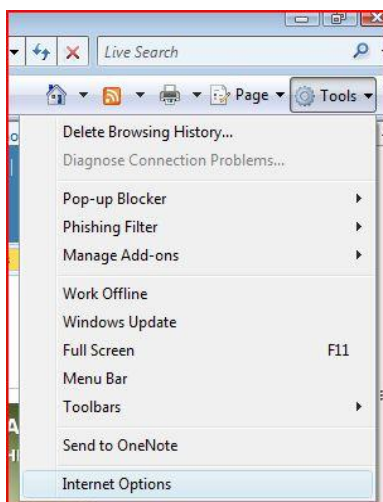 Live Search
Page Tools
Delete Browsing History...
Diagnose Connection Problems...
Pop-up Blocker
Phishing Filter
Manage Add-ons
Work Offline
Windows Update
Full Screen F11
Menu Bar
Toolbars
Send to OneNote
Internet Options